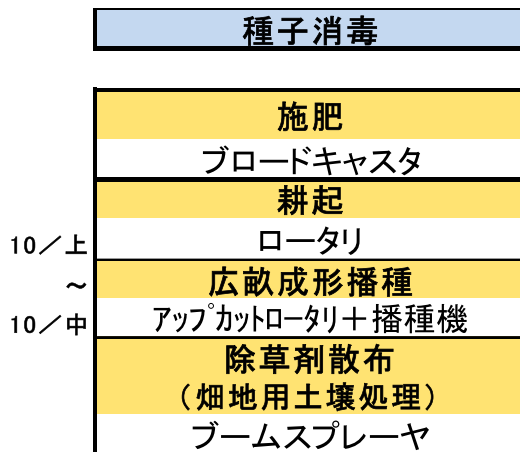 種子消毒
施肥
ブロードキャスタ
耕起
10／上
ロータリ
～
広畝成形播種
10／中
アップカットロータリ＋播種機
除草剤散布
（畑地用土壌処理）
ブームスプレーヤ